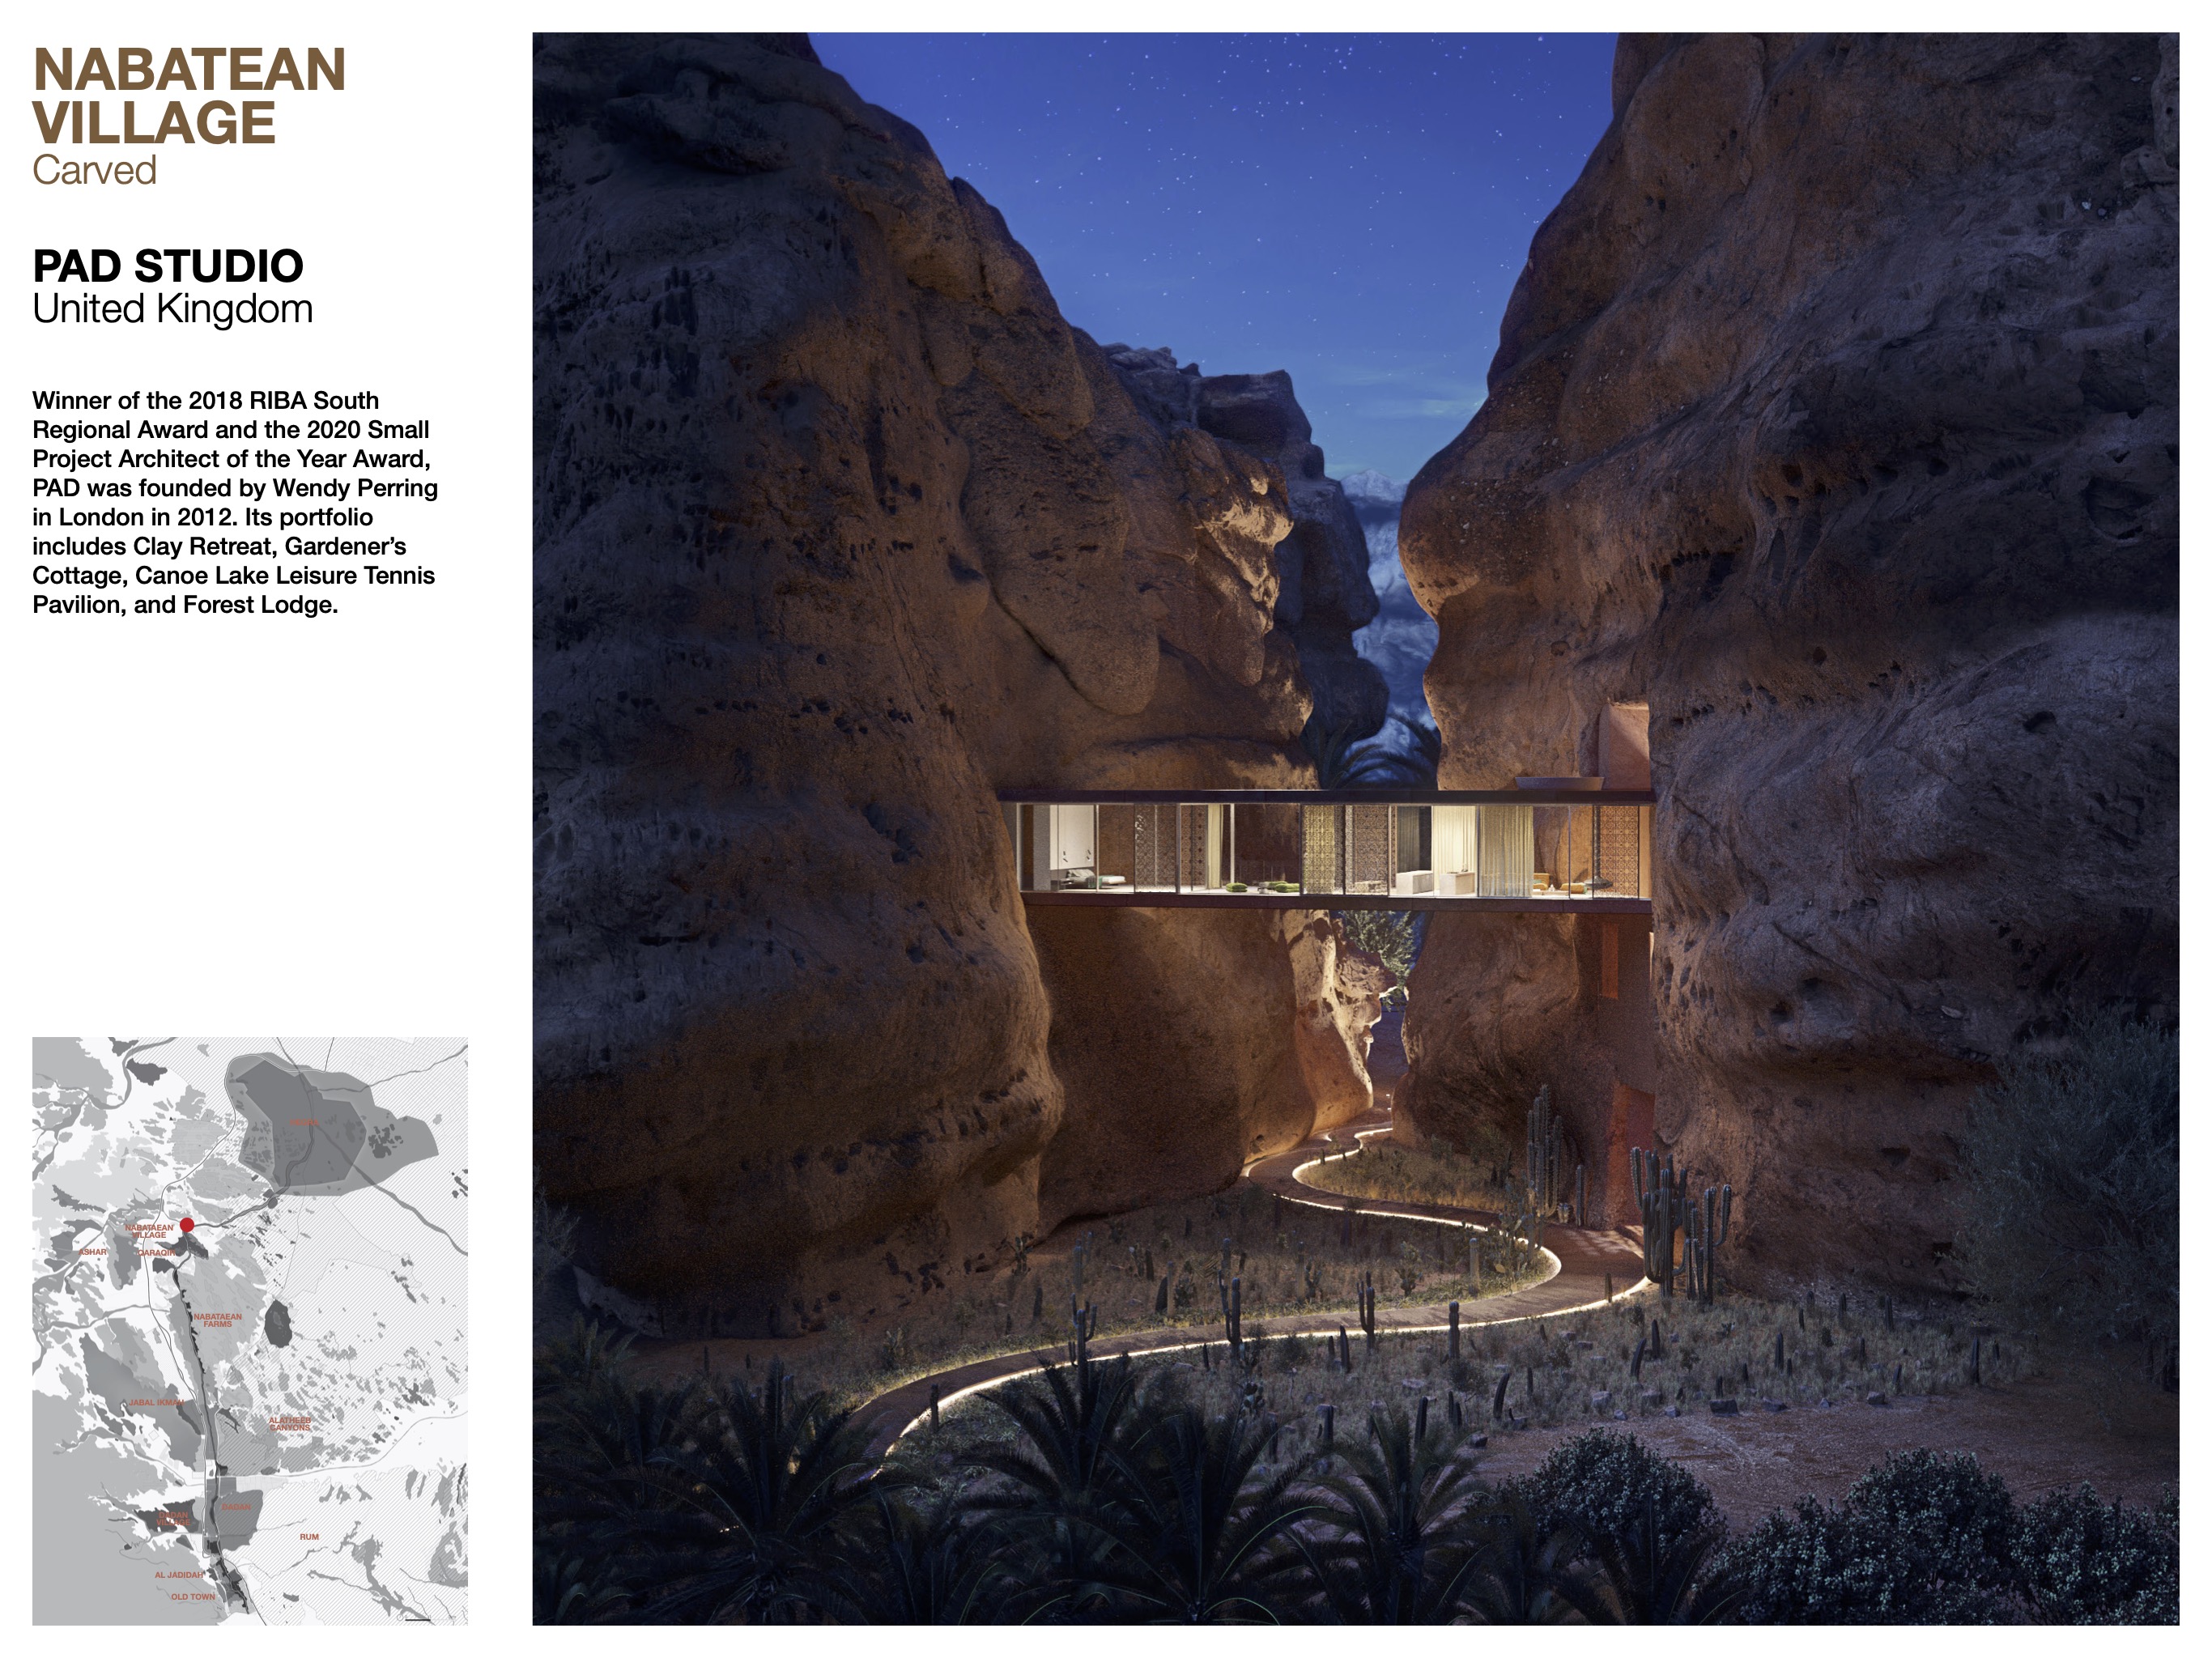 NABATEAN
VILLAGE
Carved
PAD STUDIO
United Kingdom
Winner of the 2018 RIBA South
Regional Award and the 2020 Small
Project Architect of the Year Award,
PAD was founded by Wendy Perring
in London in 2012. Its portfolio
includes Clay Retreat, Gardener’s
Cottage, Canoe Lake Leisure Tennis
Pavilion, and Forest Lodge.
NABATAEAN
VILLAGE
ASHAR
QARAQIR
NABATAEAN
FARMS
JABAL IKMAH
ALATHEEB
CANYONS
DADAN
RUM
AL JADIDAH
OLD TOWN